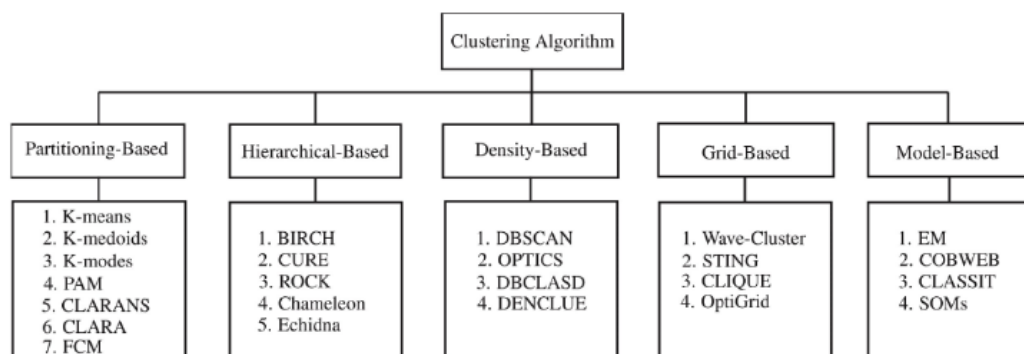 Clustering Algorithm
Partitioning-Based
Hierarchical-Based
Density-Based
Grid-Based
Model-Based
1. K-means
2. K-medoids
3. K-modes
4. PAM
5. CLARANS
6. CLARA
7. FCM
1. BIRCH
2. CURE
3. ROCK
4. Chameleon
5. Echidna
1. DBSCAN
2. OPTICS
3. DBCLASD
4. DENCLUE
1. Wave-Cluster
2. STING
3. CLIQUE
4. OptiGrid
1. EM
2. COBWEB
3. CLASSIT
4. SOMs